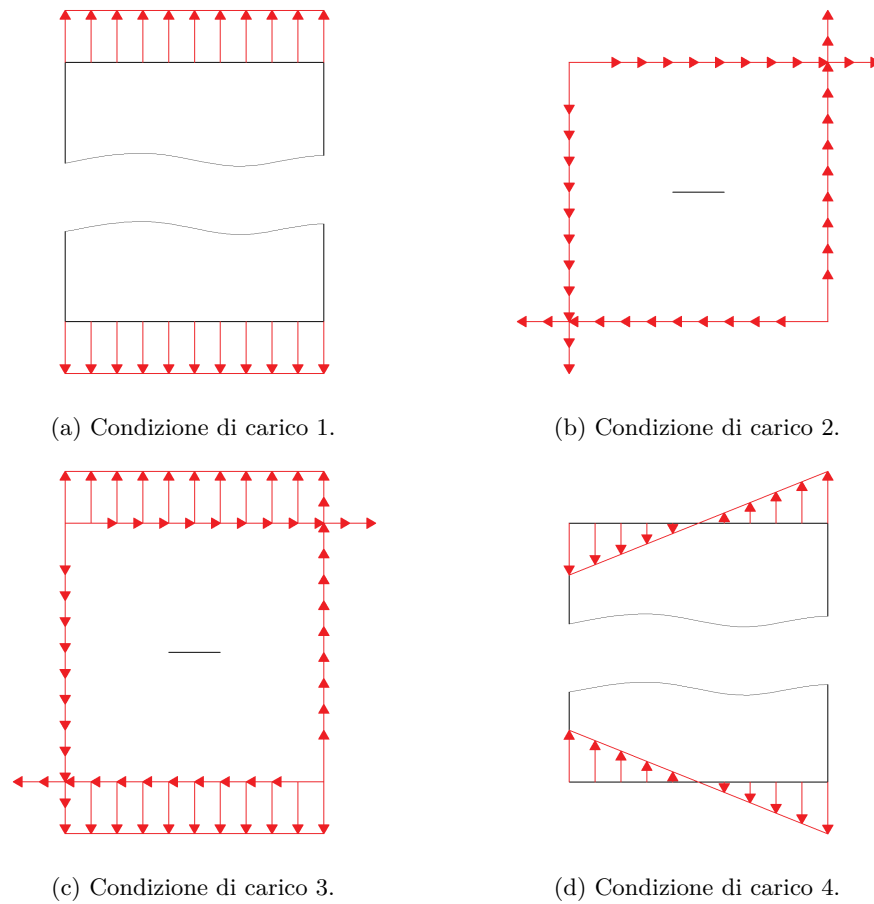 (a) Condizione di carico 1.
(b) Condizione di carico 2.
(c) Condizione di carico 3.
(d) Condizione di carico 4.